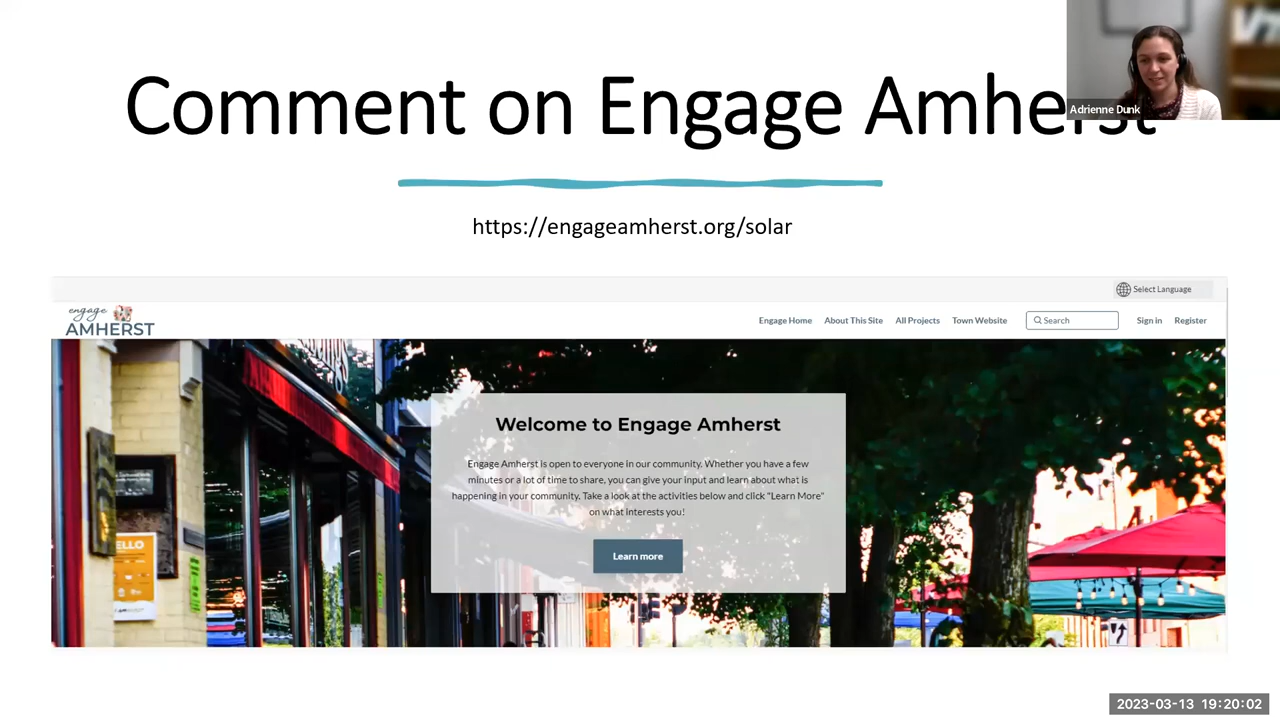 Comment on Engage Amherst
Adrienne Dunk
https://engageamherst.org/solar
Select Language
engage
AMHERST
Engage Home
About This Site
All Projects
Town Website
Search
Sign in
Register
Welcome to Engage Amherst
Engage Amherst is open to everyone in our community. Whether you have a few
minutes or a lot of time to share, you can give your input and learn about what is
happening in your community. Take a look at the activities below and click "Learn More"
on what interests you!
Learn more
2023-03-13 19:20:02